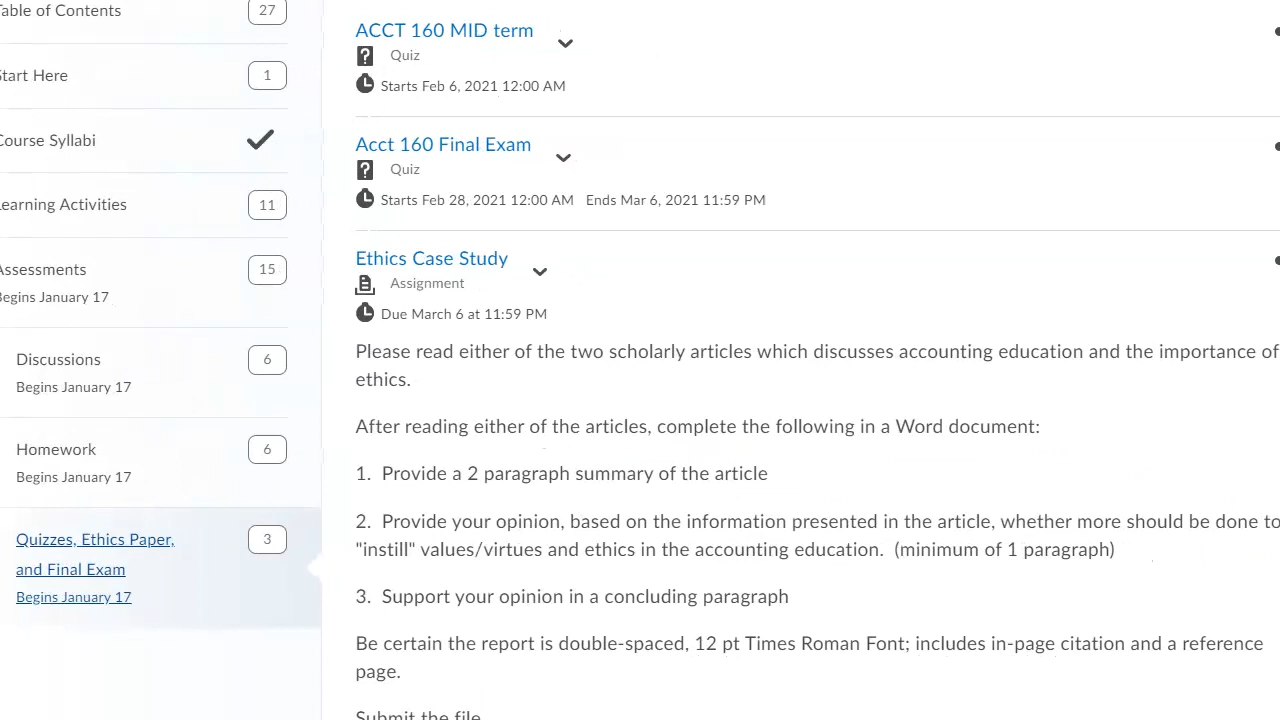 Table of Contents 27
Start Here 1
Course Syllabi
Learning Activities 11
Assessments 15
Begins January 17
Discussions 6
Begins January 17
Homework 6
Begins January 17
Quizzes, Ethics Paper, 3
and Final Exam
Begins January 17
ACCT 160 MID term
Quiz
Starts Feb 6, 2021 12:00 AM
Acct 160 Final Exam
Quiz
Starts Feb 28, 2021 12:00 AM Ends Mar 6, 2021 11:59 PM
Ethics Case Study
Assignment
Due March 6 at 11:59 PM
Please read either of the two scholarly articles which discusses accounting education and the importance of
ethics.
After reading either of the articles, complete the following in a Word document:
1. Provide a 2 paragraph summary of the article
2. Provide your opinion, based on the information presented in the article, whether more should be done to
"instill" values/virtues and ethics in the accounting education. (minimum of 1 paragraph)
3. Support your opinion in a concluding paragraph
Be certain the report is double-spaced, 12 pt Times Roman Font; includes in-page citation and a reference
page.
Submit the file